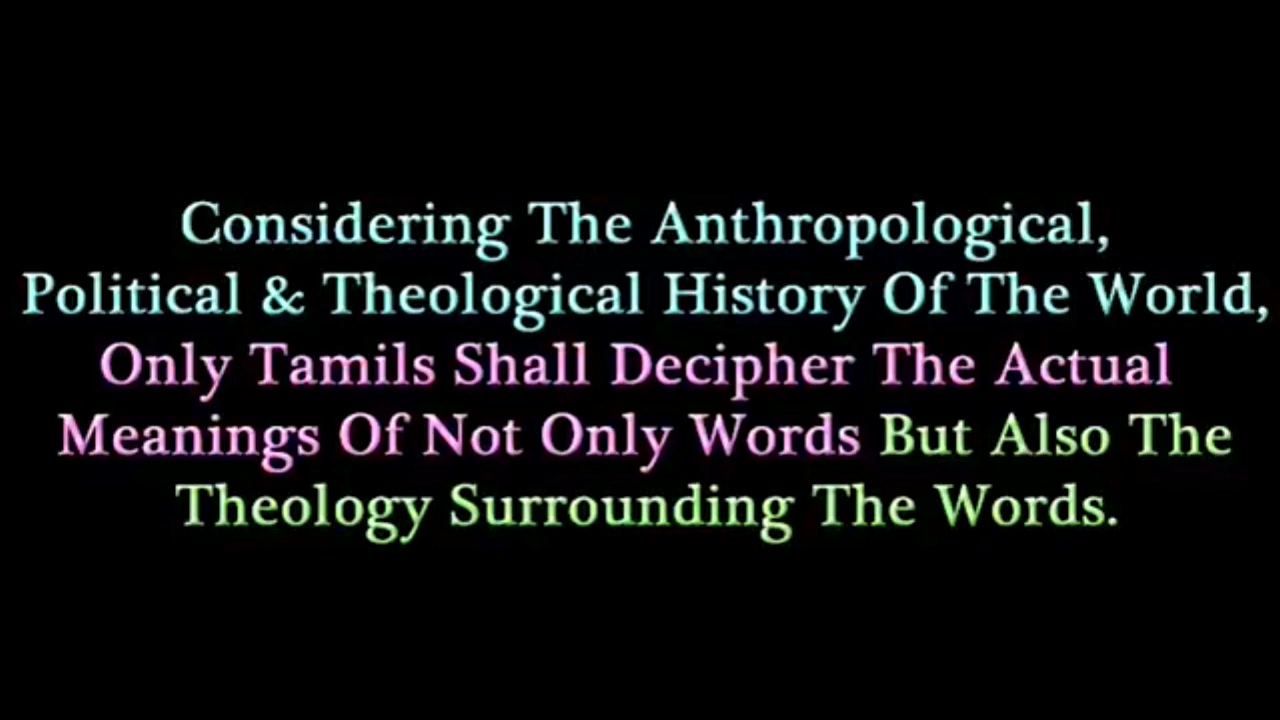 Considering The Anthropological,
Political & Theological History Of The World,
Only Tamils Shall Decipher The Actual
Meanings Of Not Only Words But Also The
Theology Surrounding The Words.